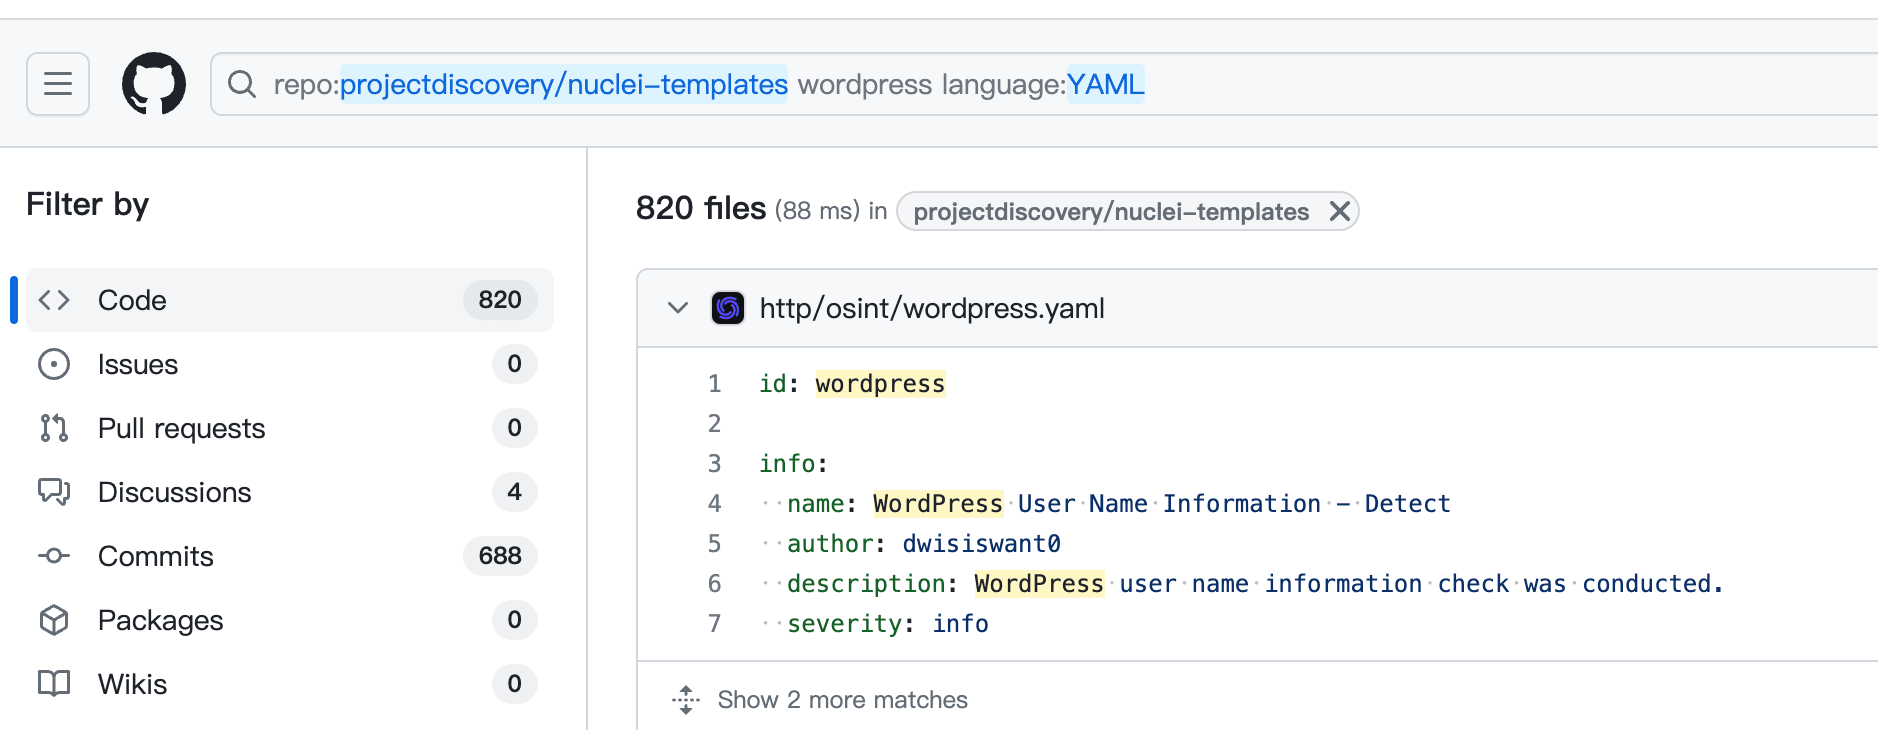 repo:projectdiscovery/nuclei-templates wordpress language:YAML
Filter by
Code 820
Issues 0
Pull requests 0
Discussions 4
Commits 688
Packages 0
Wikis 0
820 files (88 ms) in projectdiscovery/nuclei-templates
http/osint/wordpress.yaml
1 id: wordpress
2
3 info:
4 ··name: WordPress·User·Name·Information·-·Detect
5 ··author: dwisiswant0
6 ··description: WordPress·user·name·information·check·was·conducted.
7 ··severity: info
Show 2 more matches